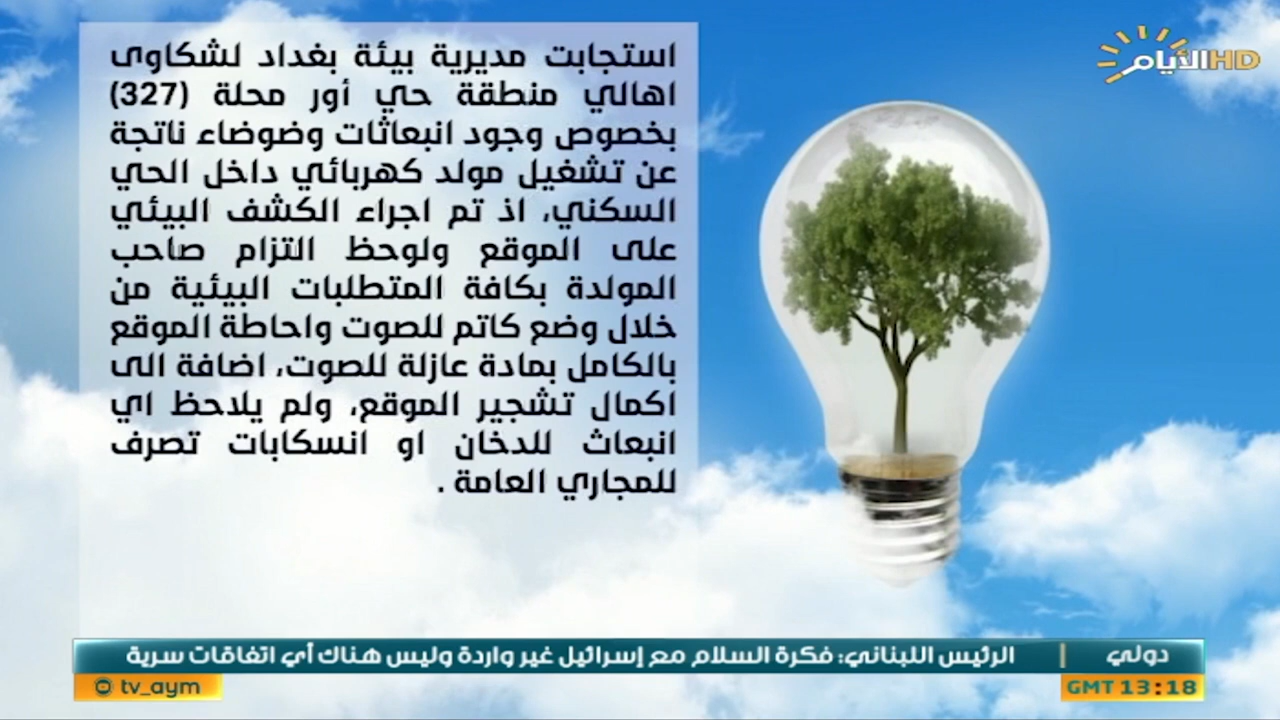 الأيام HD
استجابت مديرية بيئة بغداد لشكاوى
اهالي منطقة حي أور محلة (327)
بخصوص وجود انبعاثات وضوضاء ناتجة
عن تشغيل مولد كهربائي داخل الحي
السكني، اذ تم اجراء الكشف البيئي
على الموقع ولوحظ التزام صاحب
المولدة بكافة المتطلبات البيئية من
خلال وضع كاتم للصوت واحاطة الموقع
بالكامل بمادة عازلة للصوت، اضافة الى
اكمال تشجير الموقع، ولم يلاحظ اي
انبعاث للدخان او انسكابات تصرف
للمجاري العامة .
دولي | الرئيس اللبناني: فكرة السلام مع إسرائيل غير واردة وليس هناك أي اتفاقات سرية
GMT 13:18
tv_aym